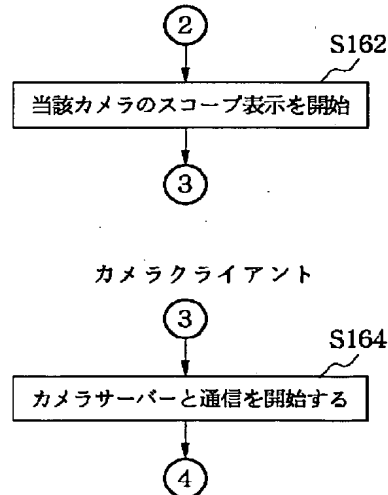 ②
S162
当該カメラのスコープ表示を開始
③
カメラクライアント
③
S164
カメラサーバーと通信を開始する
④